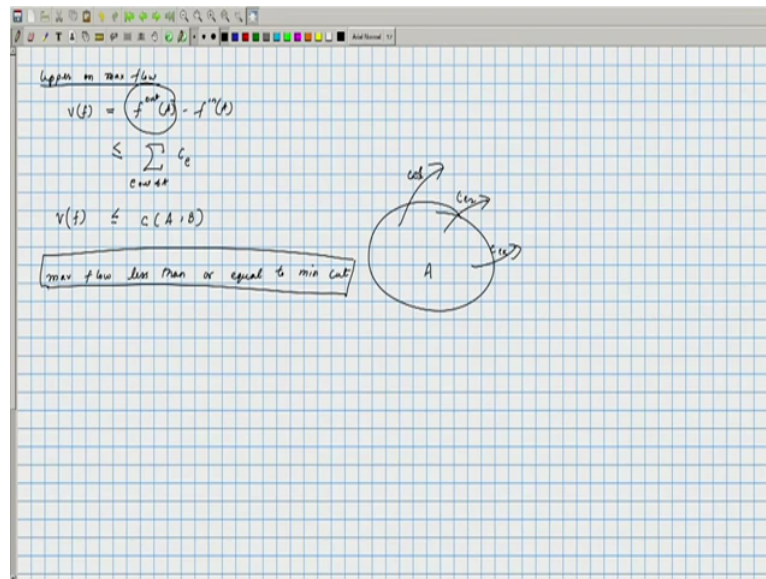 Upper on max flow
v(f) = f^out(A) - f^in(A)
≤ ∑ c_e
e out of A
v(f) ≤ c(A,B)
max flow less than or equal to min cut
A